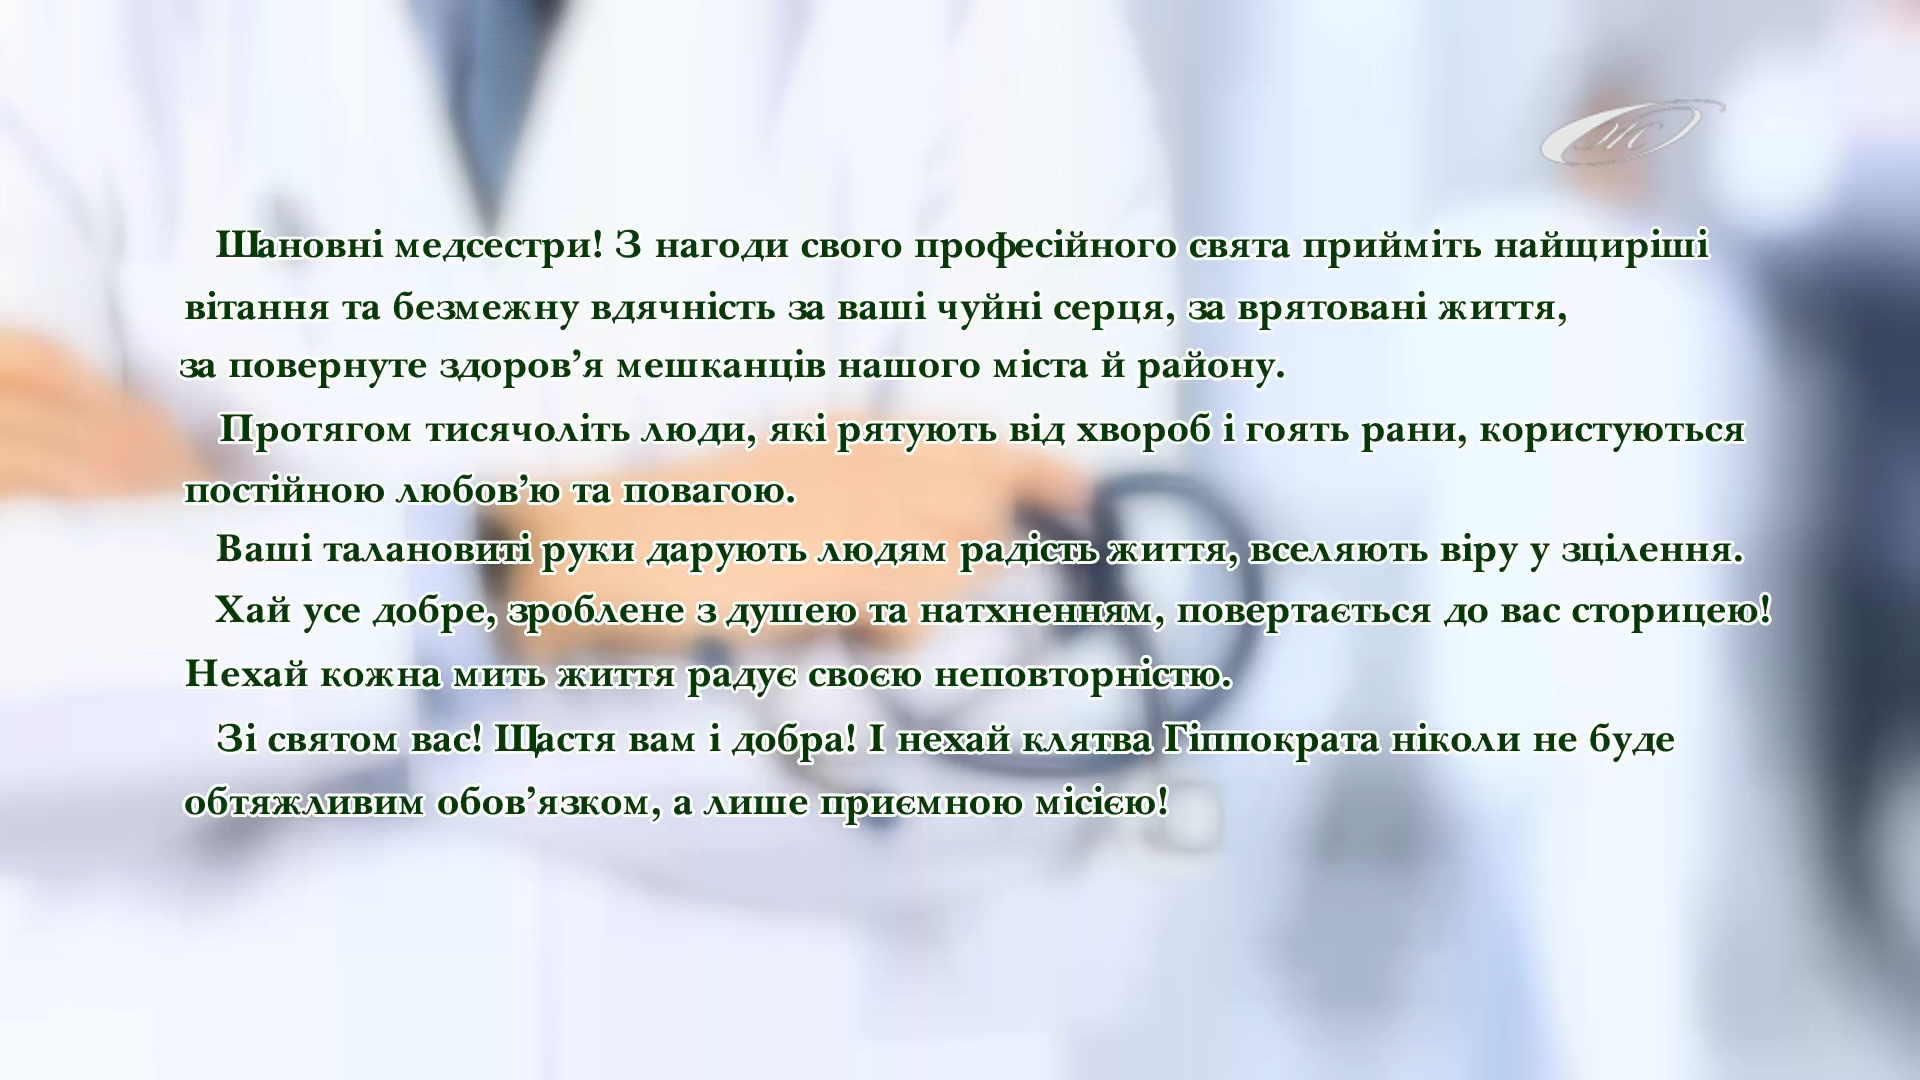 Шановні медсестри! З нагоди свого професійного свята прийміть найщиріші
вітання та безмежну вдячність за ваші чуйні серця, за врятовані життя,
за повернуте здоров’я мешканців нашого міста й району.
Протягом тисячоліть люди, які рятують від хвороб і гоять рани, користуються
постійною любов’ю та повагою.
Ваші талановиті руки дарують людям радість життя, вселяють віру у зцілення.
Хай усе добре, зроблене з душею та натхненням, повертається до вас сторицею!
Нехай кожна мить життя радує своєю неповторністю.
Зі святом вас! Щастя вам і добра! І нехай клятва Гіппократа ніколи не буде
обтяжливим обов’язком, а лише приємною місією!